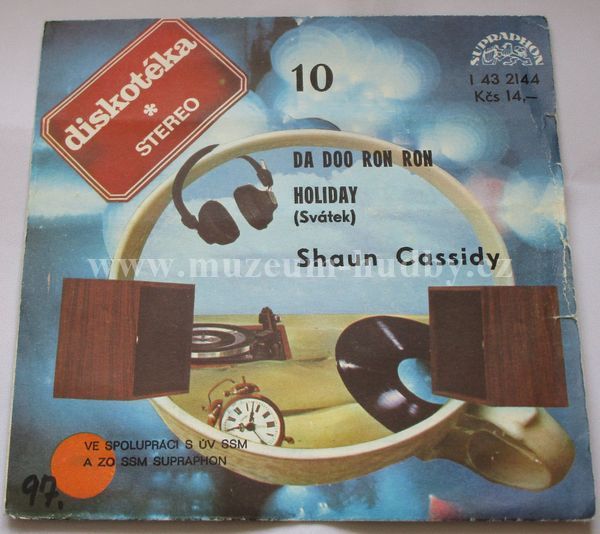 diskotéka
*
STEREO
10
SUPRAPHON
1 43 2144
Kčs 14,–
DA DOO RON RON
HOLIDAY
(Svátek)
Shaun Cassidy
www.muzeum-hudby.cz
VE SPOLUPRÁCI S ÚV SSM
A ZO SSM SUPRAPHON
97.